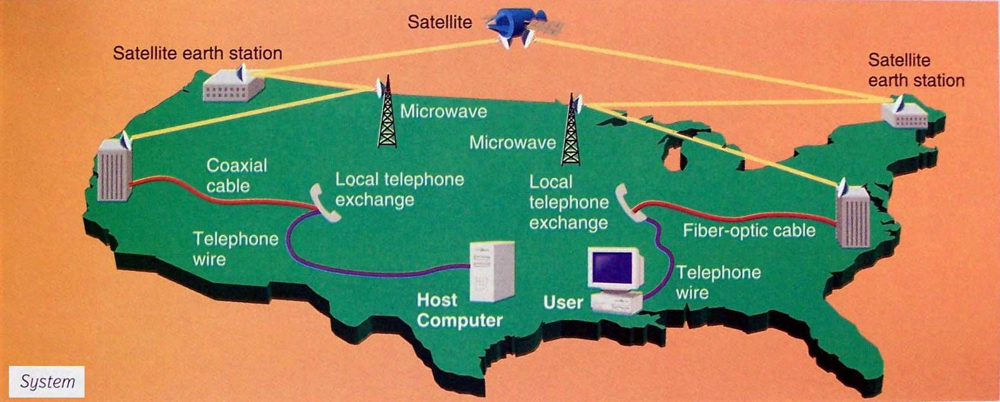 Satellite
Satellite earth station
Satellite
earth station
Microwave
Microwave
Coaxial
cable
Local telephone
exchange
Local
telephone
exchange
Fiber-optic cable
Telephone
wire
Telephone
wire
Host
Computer
User
System